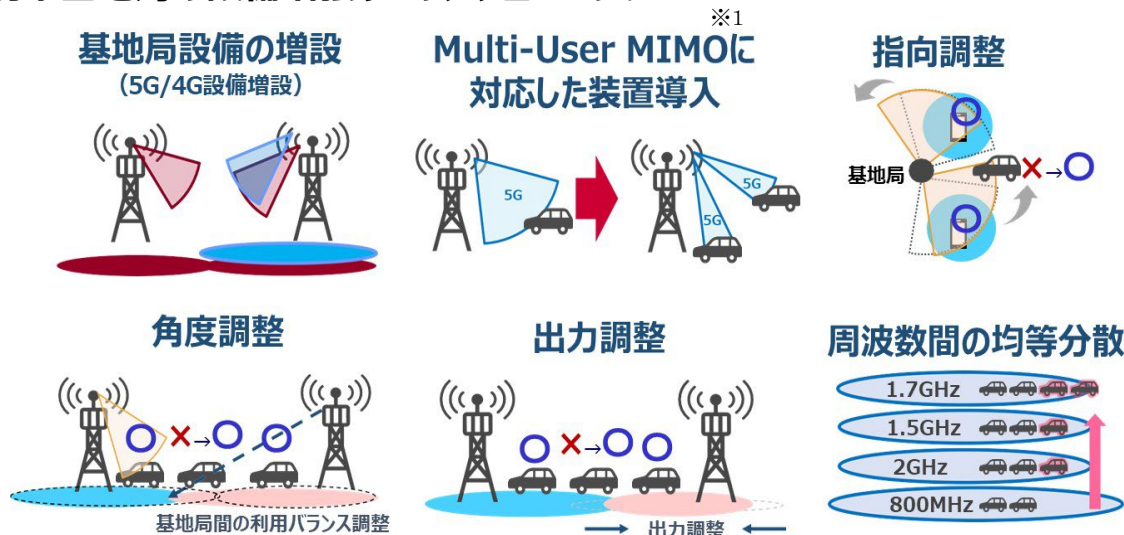 ※1
基地局設備の増設
(5G/4G設備増設)
Multi-User MIMOに
対応した装置導入
5G
5G
5G
指向調整
基地局
×→○
角度調整
×→○
基地局間の利用バランス調整
出力調整
×→○
出力調整
周波数間の均等分散
1.7GHz
1.5GHz
2GHz
800MHz